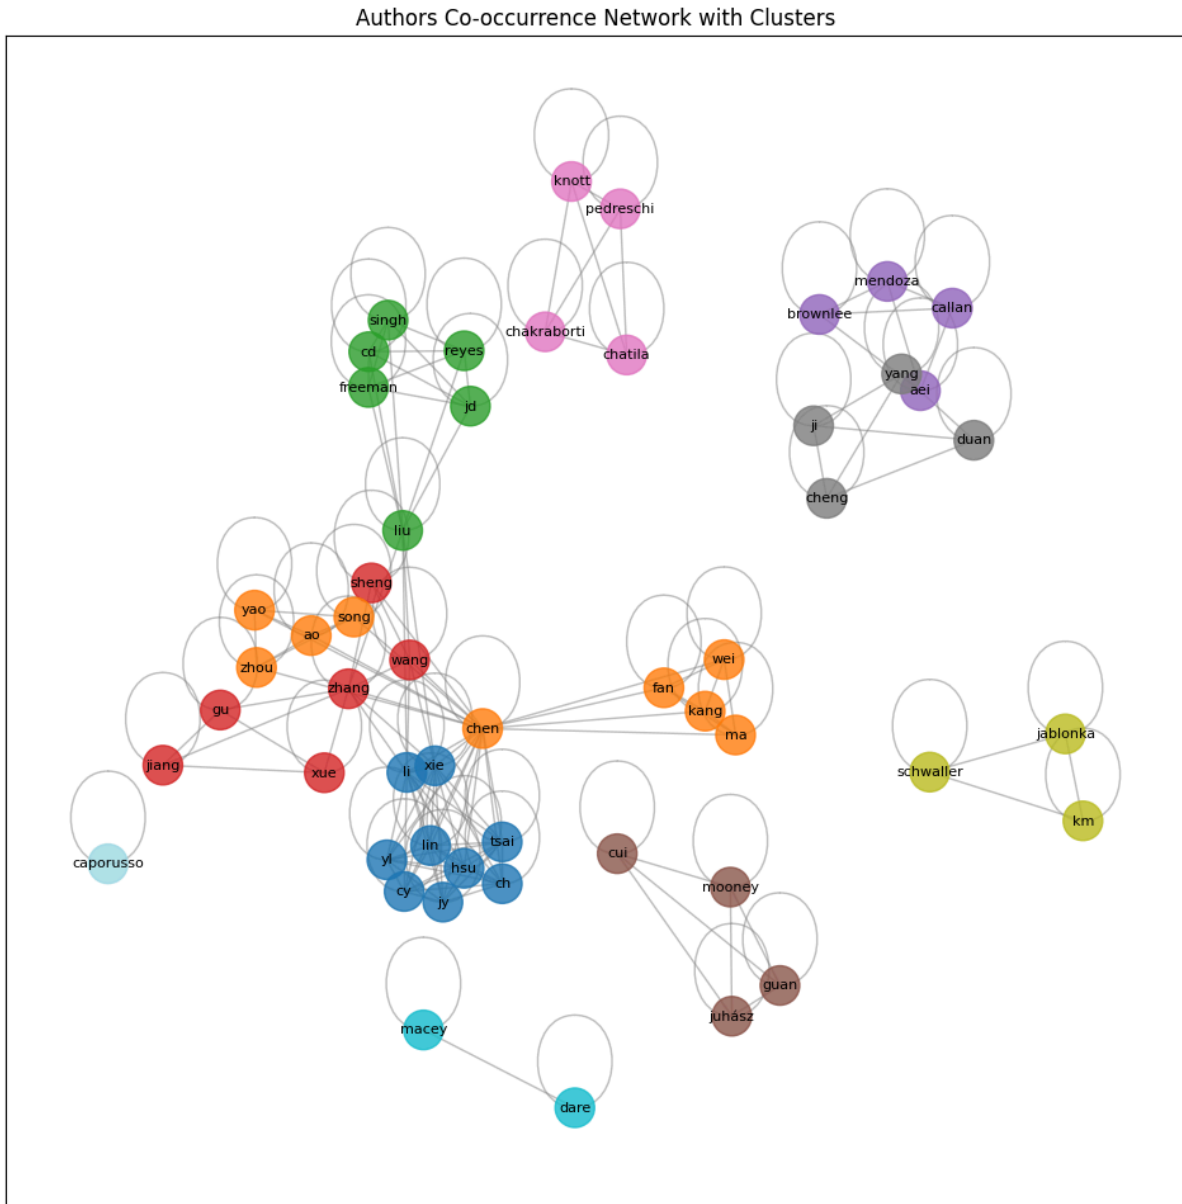 Authors Co-occurrence Network with Clusters
knott
pedreschi
mendoza
callan
brownlee
singh
chakraborti
reyes
cd
chatila
yang
freeman
aei
jd
ji
duan
cheng
liu
sheng
yao
song
ao
wang
wei
zhou
zhang
fan
gu
kang
chen
jablonka
ma
xie
jiang
li
xue
schwaller
km
tsai
lin
cui
yl
caporusso
hsu
ch
mooney
cy
jy
guan
juhász
macey
dare